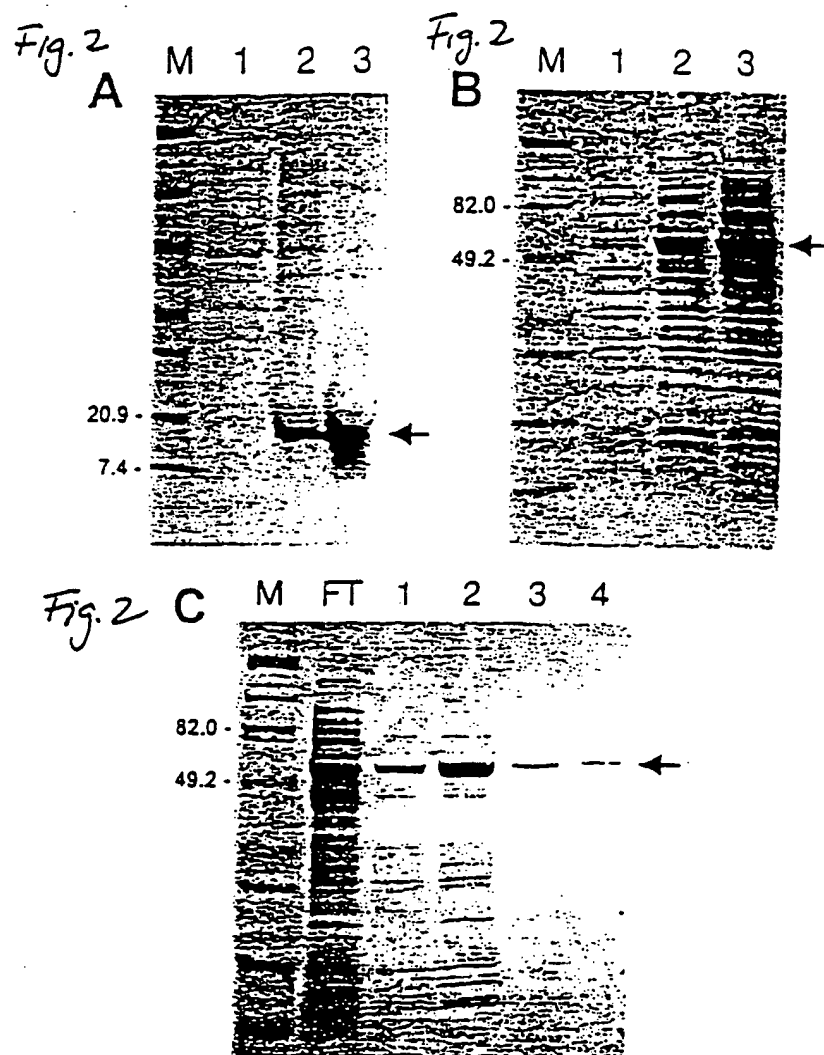 Fig. 2
A
M 1 2 3
20.9 -
7.4 -
Fig. 2
B
M 1 2 3
82.0 -
49.2 -
Fig. 2 C
M FT 1 2 3 4
82.0 -
49.2 -